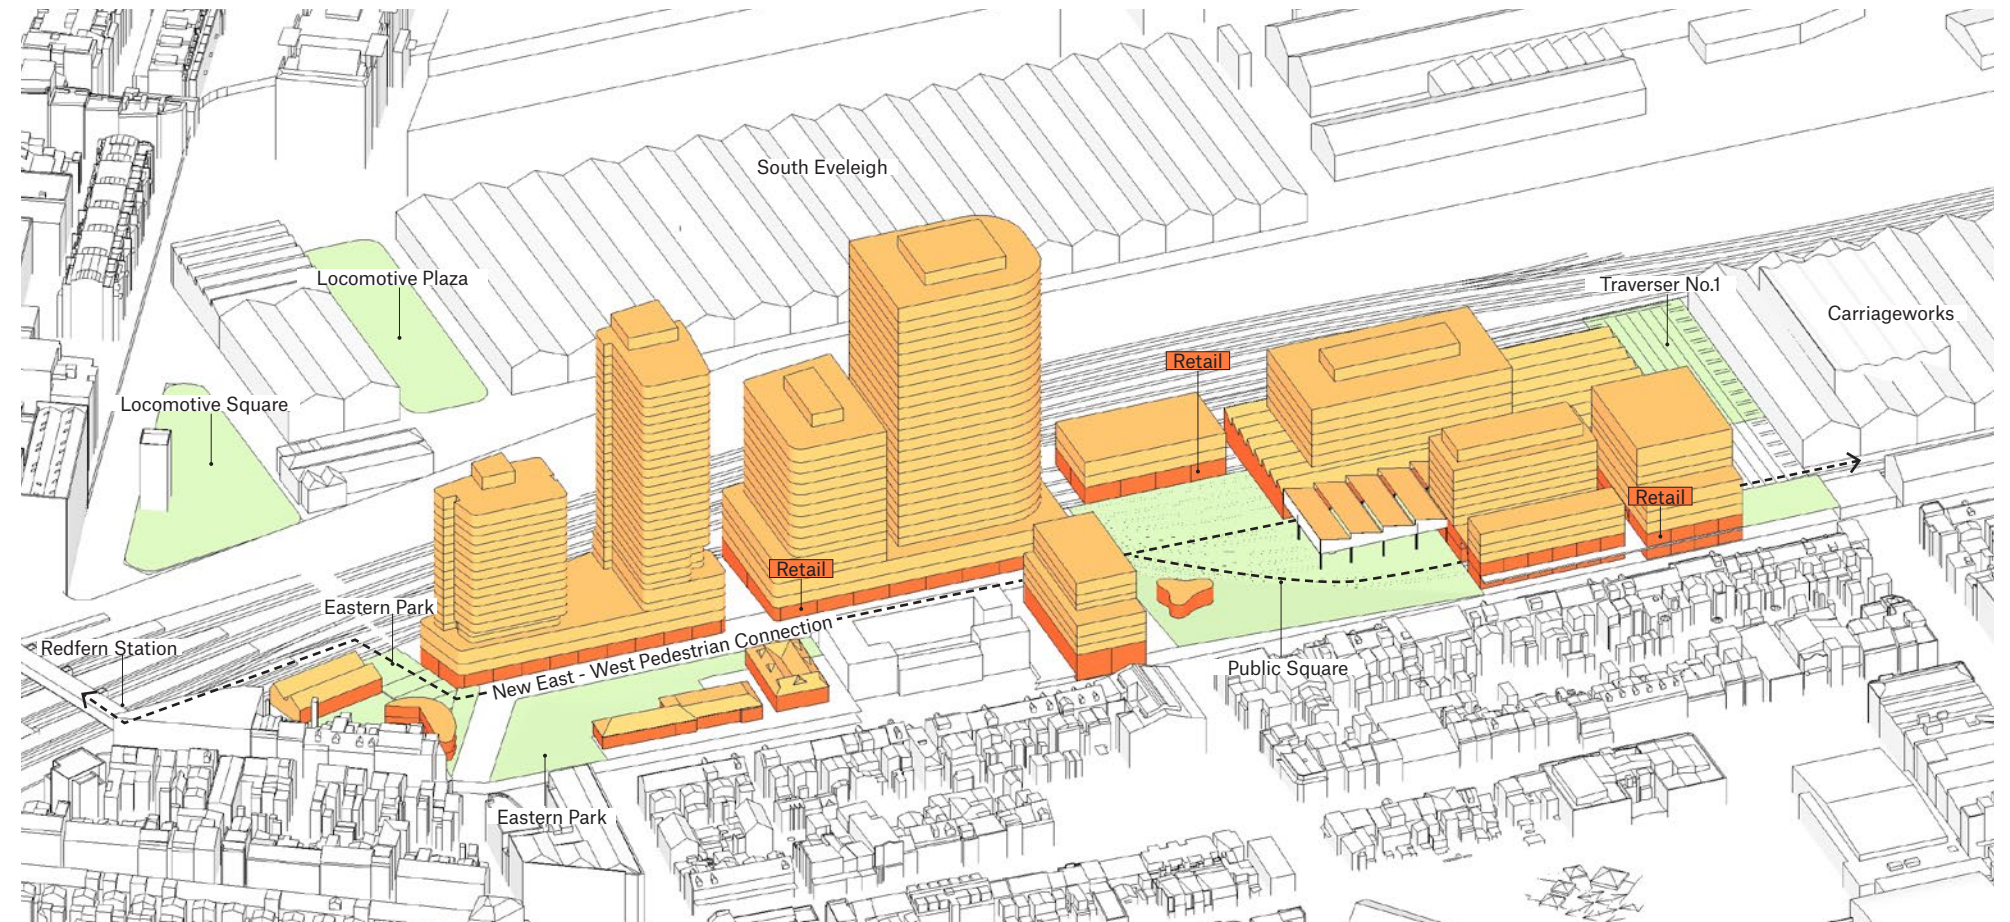 South Eveleigh
Locomotive Plaza
Traverser No.1
Carriageworks
Retail
Locomotive Square
Retail
Retail
Eastern Park
Redfern Station
New East - West Pedestrian Connection
Public Square
Eastern Park